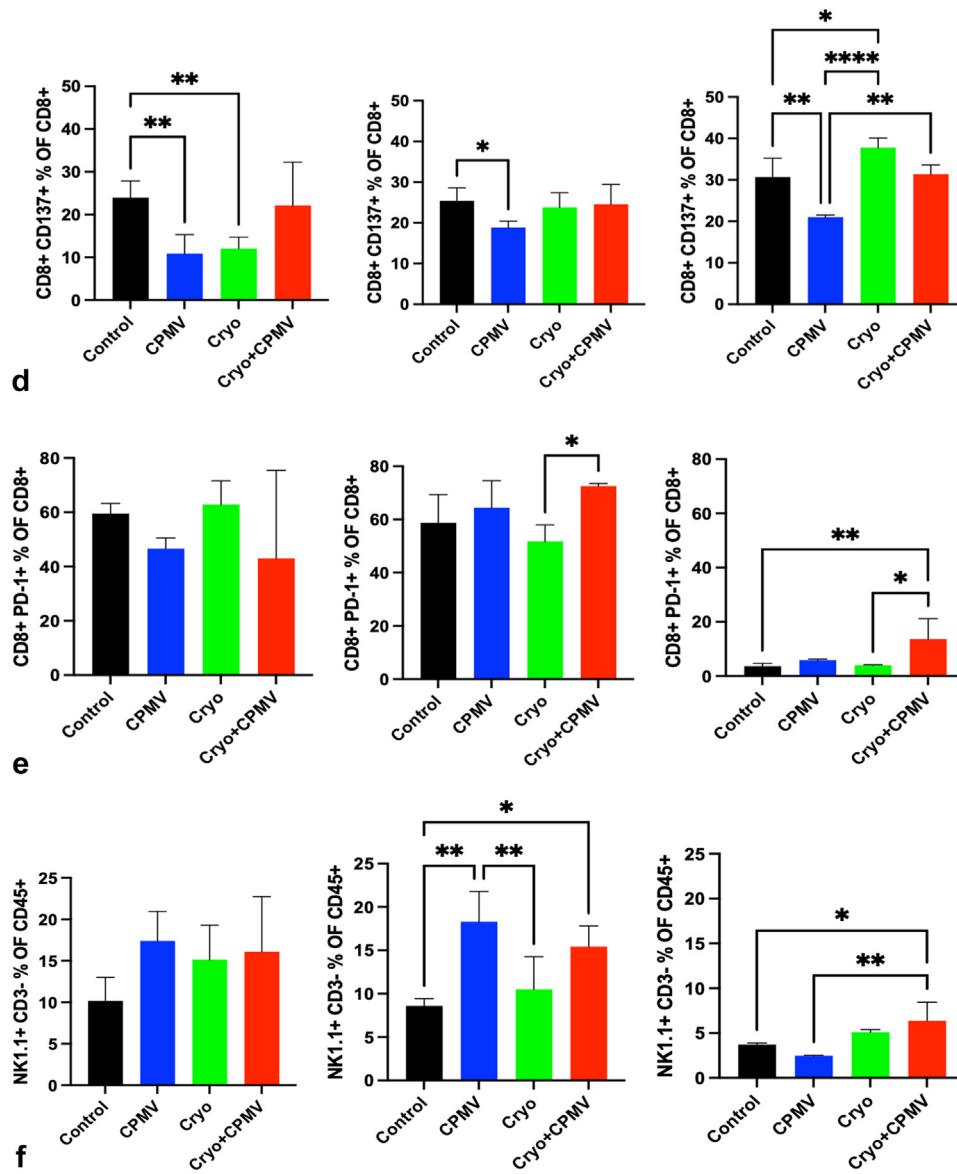 *
**
****
**
*
**
**
**
CD8+ CD137+ % OF CD8+
50
40
30
20
10
0
Control
CPMV
Cryo
Cryo+CPMV
CD8+ CD137+ % OF CD8+
50
40
30
20
10
0
Control
CPMV
Cryo
Cryo+CPMV
CD8+ CD137+ % OF CD8+
50
40
30
20
10
0
Control
CPMV
Cryo
Cryo+CPMV
d
CD8+ PD-1+ % OF CD8+
80
60
40
20
0
Control
CPMV
Cryo
Cryo+CPMV
*
CD8+ PD-1+ % OF CD8+
80
60
40
20
0
Control
CPMV
Cryo
Cryo+CPMV
**
*
CD8+ PD-1+ % OF CD8+
80
60
40
20
0
Control
CPMV
Cryo
Cryo+CPMV
e
NK1.1+ CD3- % OF CD45+
25
20
15
10
5
0
Control
CPMV
Cryo
Cryo+CPMV
*
**
**
NK1.1+ CD3- % OF CD45+
25
20
15
10
5
0
Control
CPMV
Cryo
Cryo+CPMV
*
**
NK1.1+ CD3- % OF CD45+
25
20
15
10
5
0
Control
CPMV
Cryo
Cryo+CPMV
f